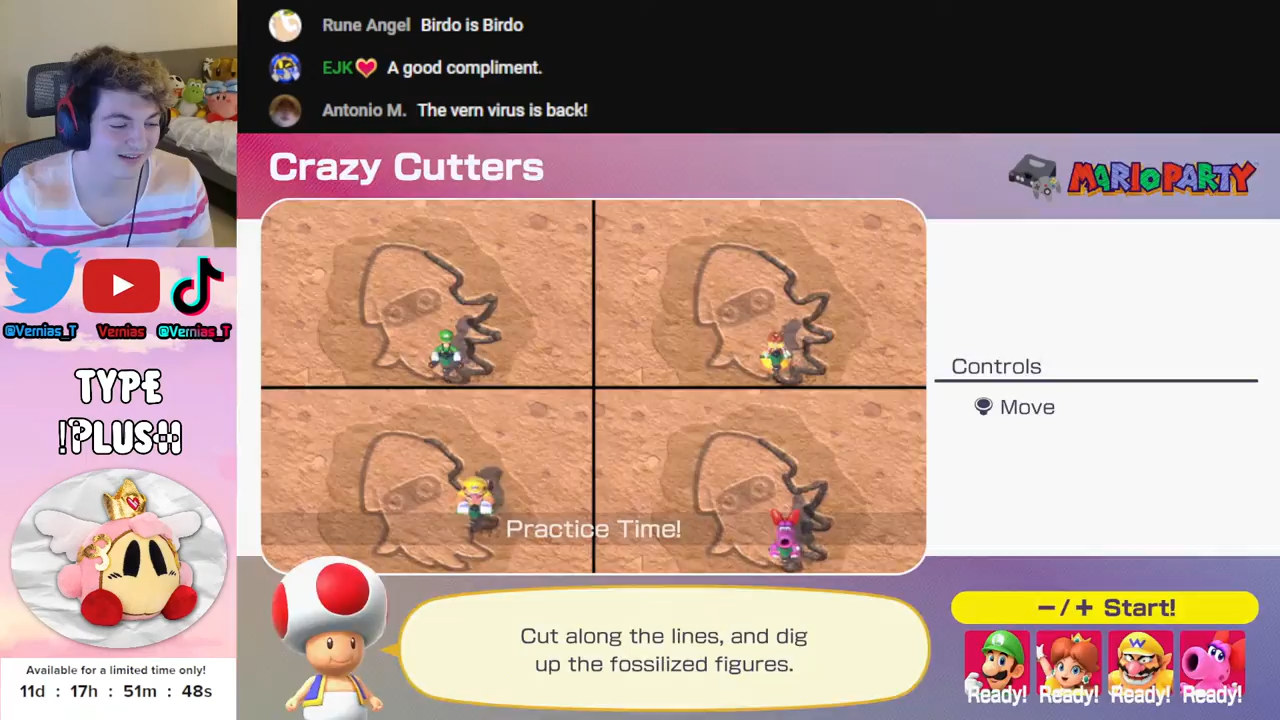 Rune Angel Birdo is Birdo
EJK A good compliment.
Antonio M. The vern virus is back!
Crazy Cutters
MARIOPARTY
@Vernias_T Vernias @Vernias_T
TYPE
!PLUSH
Available for a limited time only!
11d : 17h : 51m : 48s
Controls
Move
Practice Time!
Cut along the lines, and dig
up the fossilized figures.
−/+ Start!
Ready! Ready! Ready! Ready!